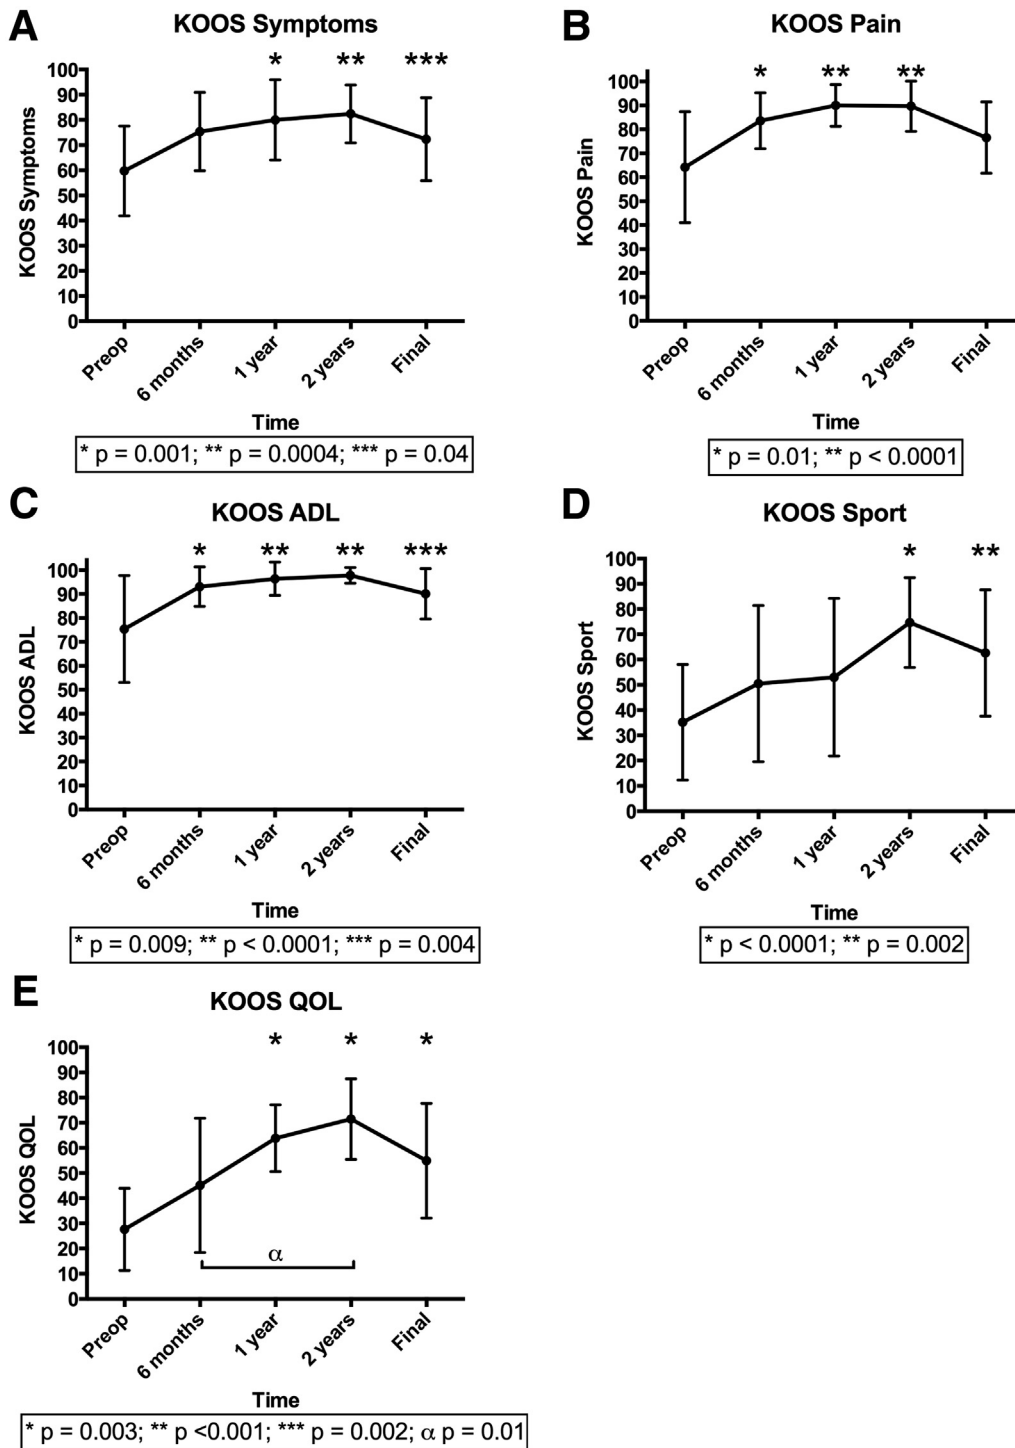 A
KOOS Symptoms
* ** ***
KOOS Symptoms
100
90
80
70
60
50
40
30
20
10
0
Preop
6 months
1 year
2 years
Final
Time
* p = 0.001; ** p = 0.0004; *** p = 0.04
B
KOOS Pain
* ** **
KOOS Pain
100
90
80
70
60
50
40
30
20
10
0
Preop
6 months
1 year
2 years
Final
Time
* p = 0.01; ** p < 0.0001
C
KOOS ADL
* ** ** ***
KOOS ADL
100
90
80
70
60
50
40
30
20
10
0
Preop
6 months
1 year
2 years
Final
Time
* p = 0.009; ** p < 0.0001; *** p = 0.004
D
KOOS Sport
* **
KOOS Sport
100
90
80
70
60
50
40
30
20
10
0
Preop
6 months
1 year
2 years
Final
Time
* p < 0.0001; ** p = 0.002
E
KOOS QOL
* * *
KOOS QOL
100
90
80
70
60
50
40
30
20
10
0
α
Preop
6 months
1 year
2 years
Final
Time
* p = 0.003; ** p <0.001; *** p = 0.002; α p = 0.01